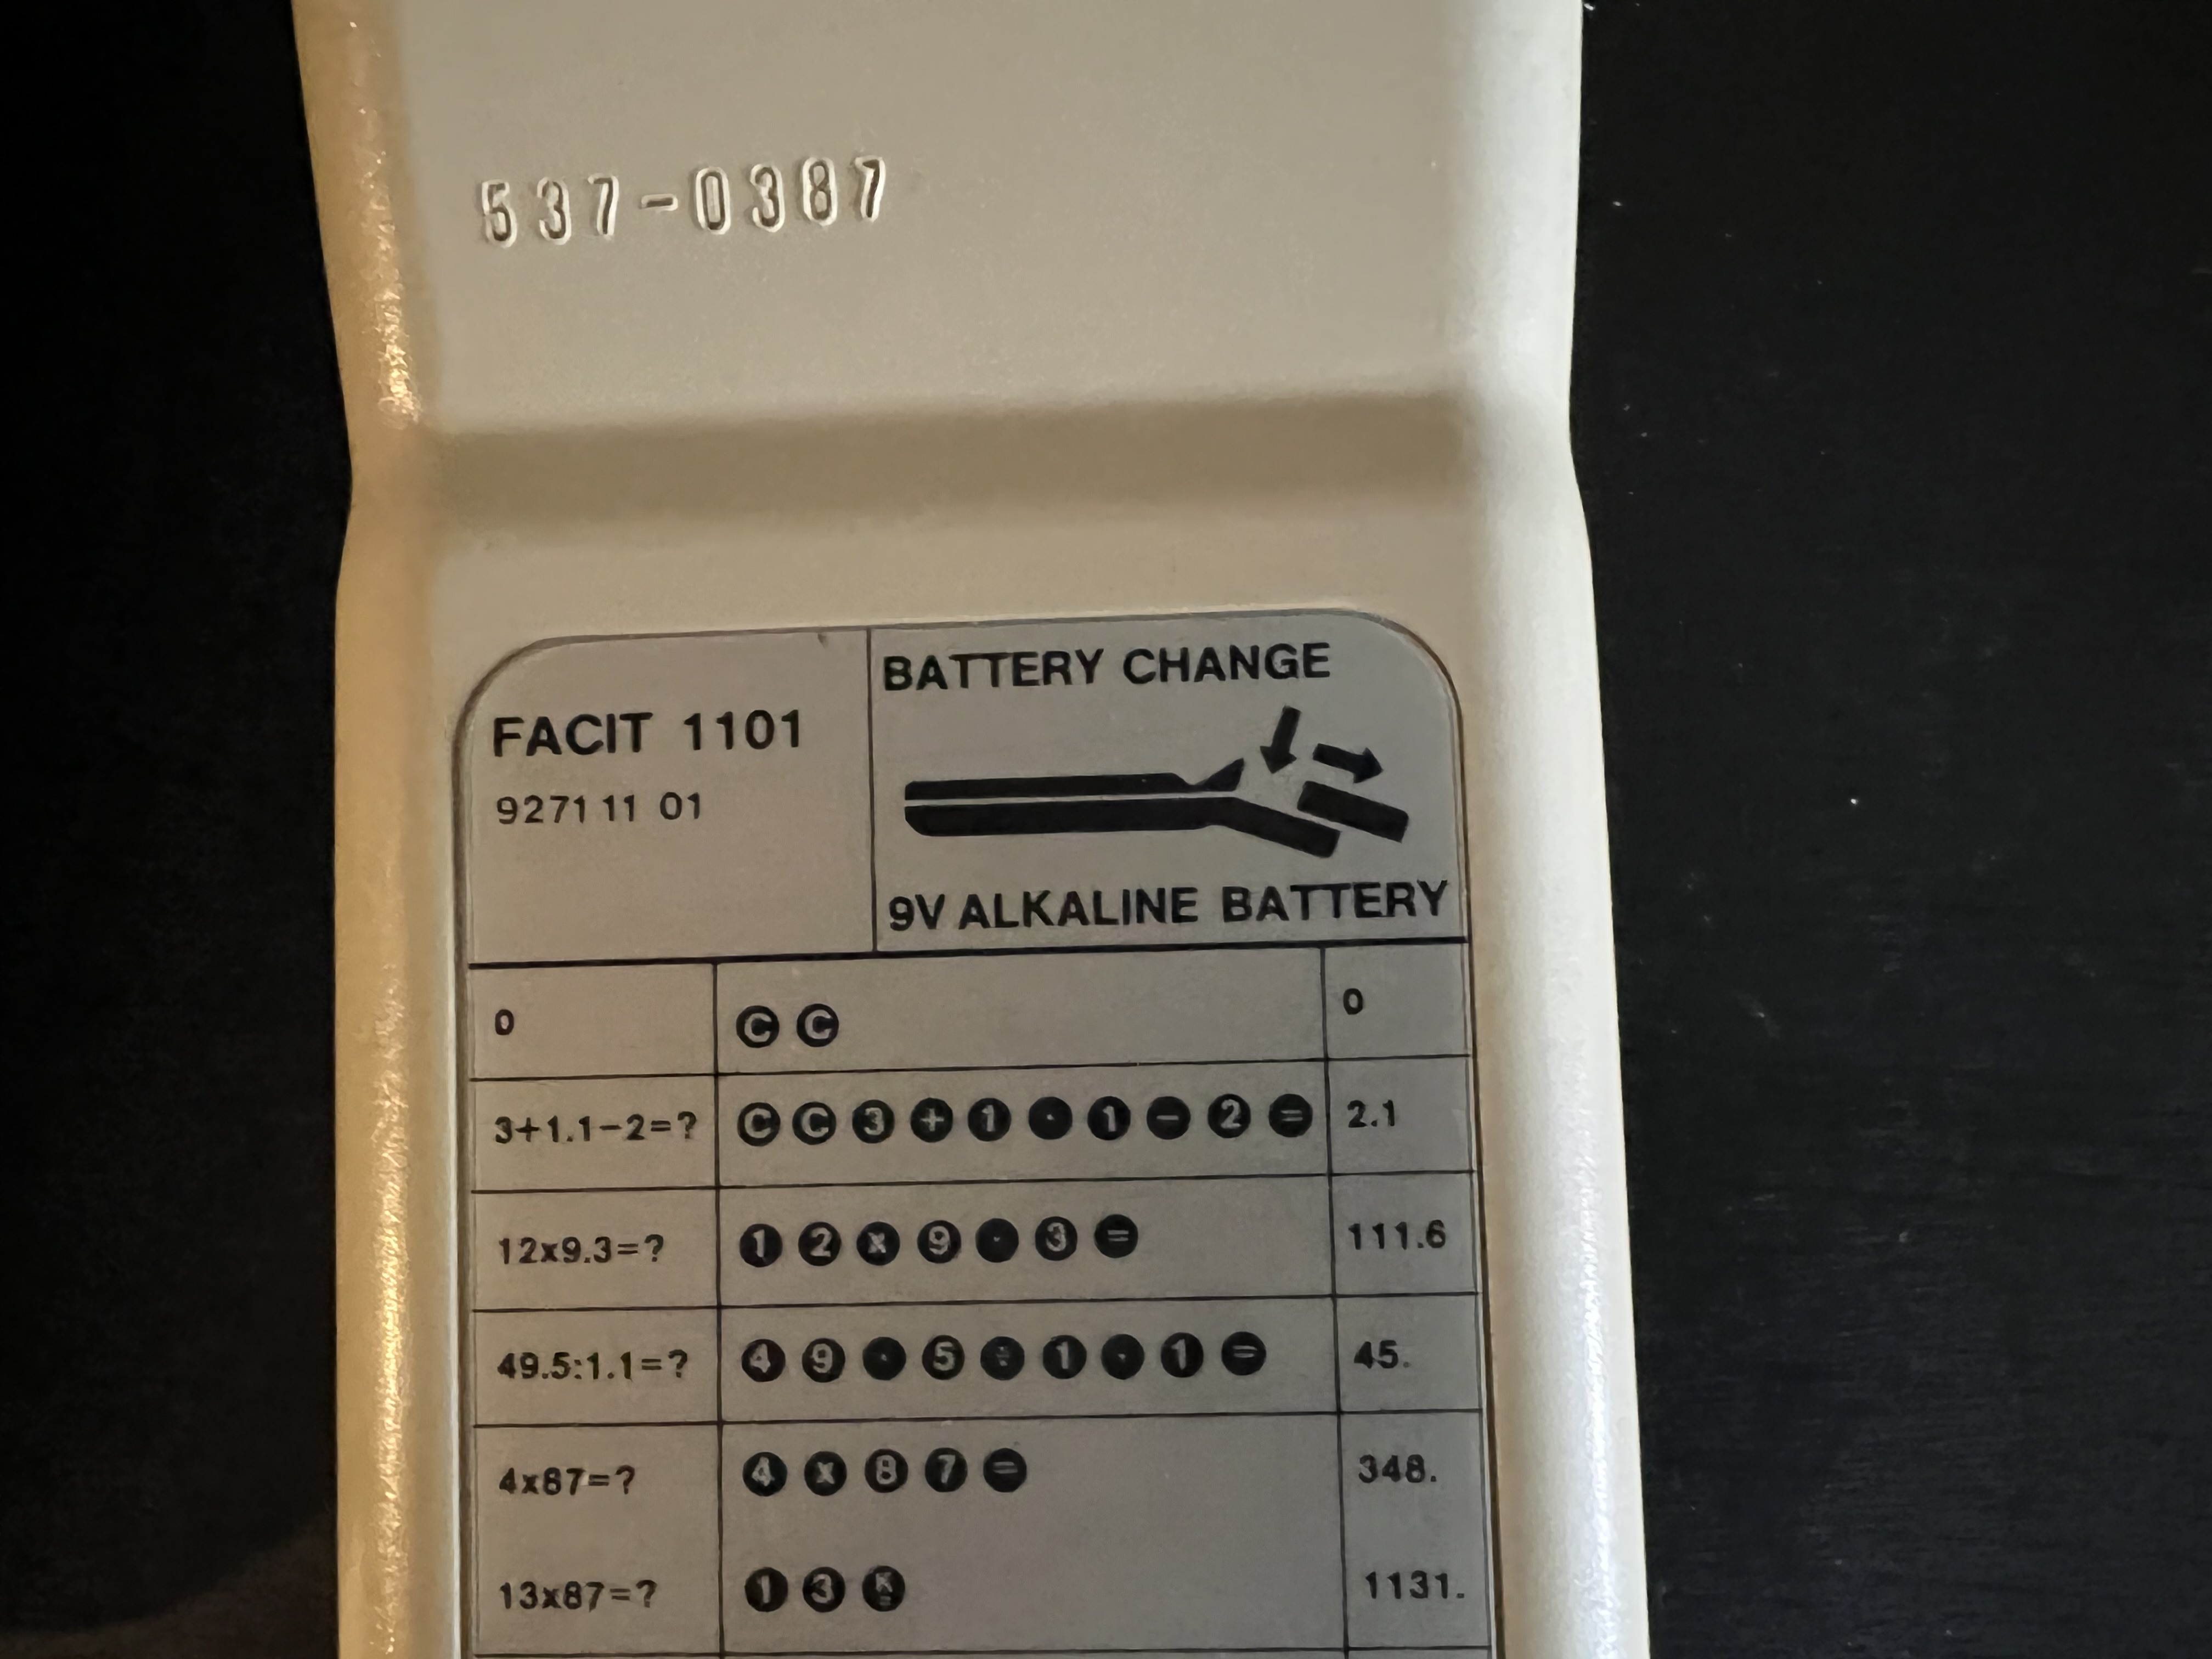 537-0387
FACIT 1101
9271 11 01
BATTERY CHANGE
9V ALKALINE BATTERY
0 C C 0
3+1.1−2=? C C 3 + 1 · 1 − 2 = 2.1
12x9.3=? 1 2 x 9 · 3 = 111.6
49.5:1.1=? 4 9 · 5 ÷ 1 · 1 = 45.
4x87=? 4 x 8 7 = 348.
13x87=? 1 3 1131.